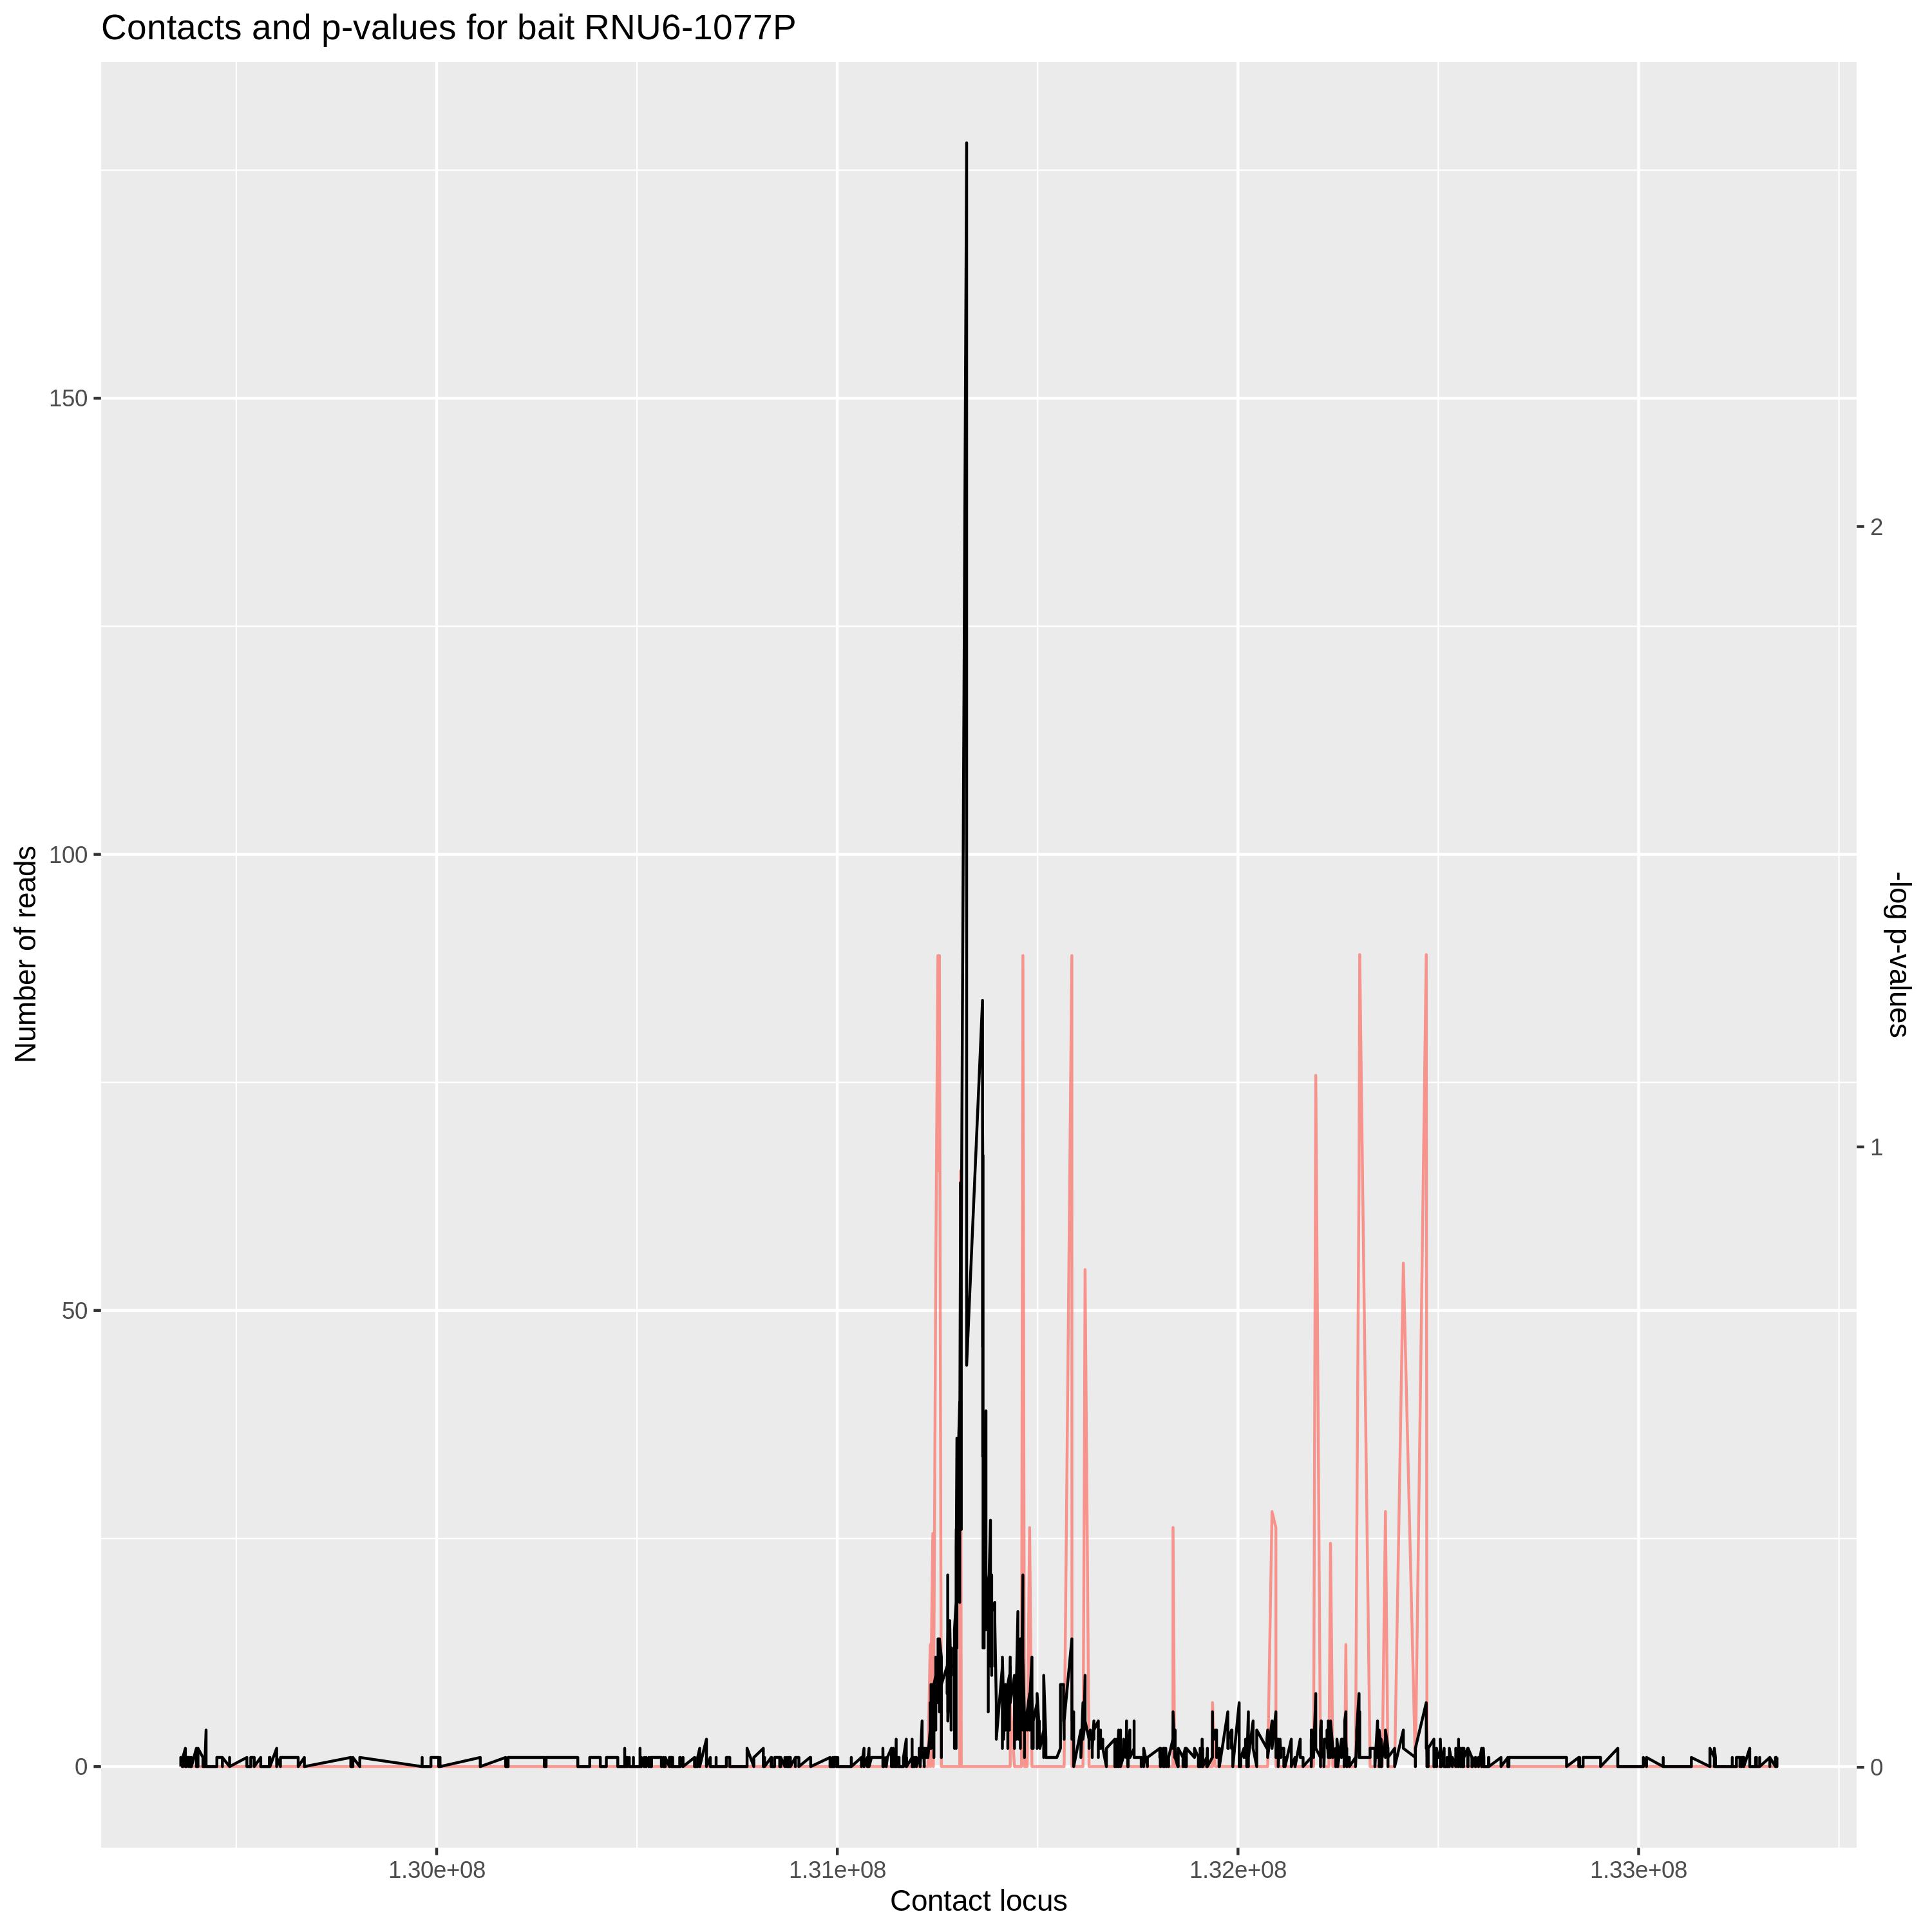 Contacts and p-values for bait RNU6-1077P
150
100
50
0
Number of reads
2
1
0
-log p-values
1.30e+08
1.31e+08
1.32e+08
1.33e+08
Contact locus